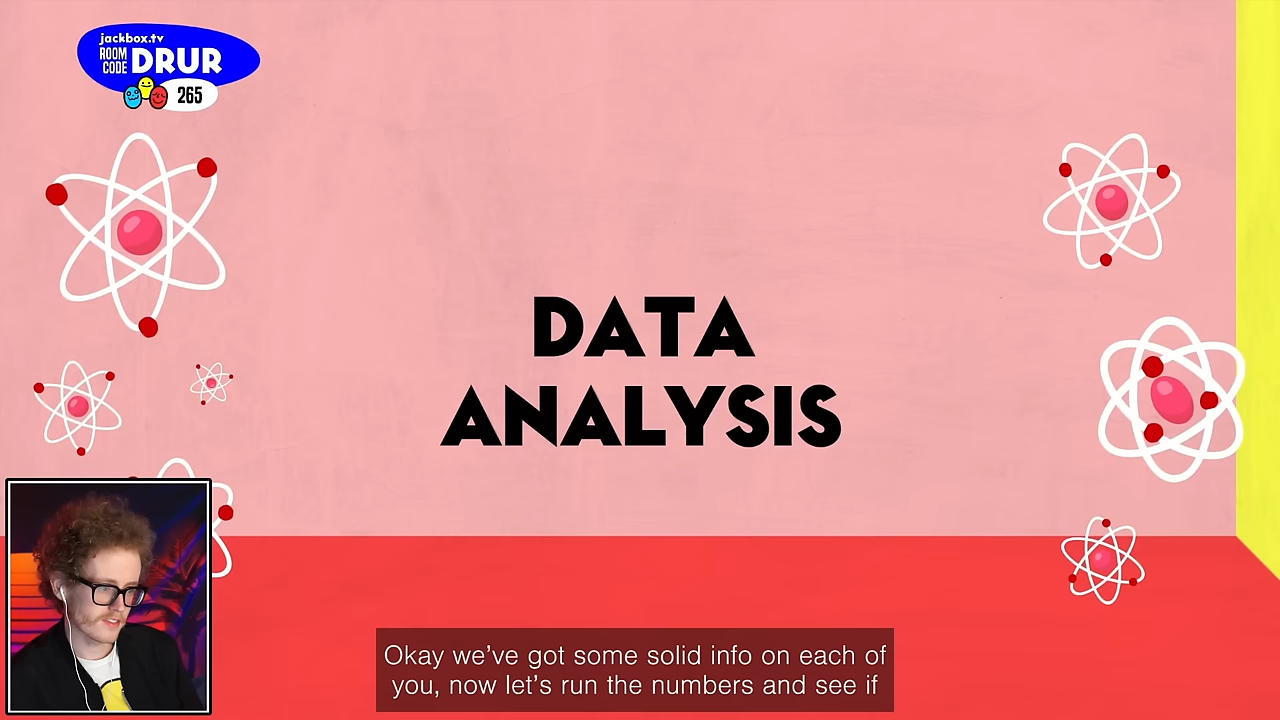 jackbox.tv
ROOM
CODE
DRUR
265
DATA
ANALYSIS
Okay we've got some solid info on each of
you, now let's run the numbers and see if